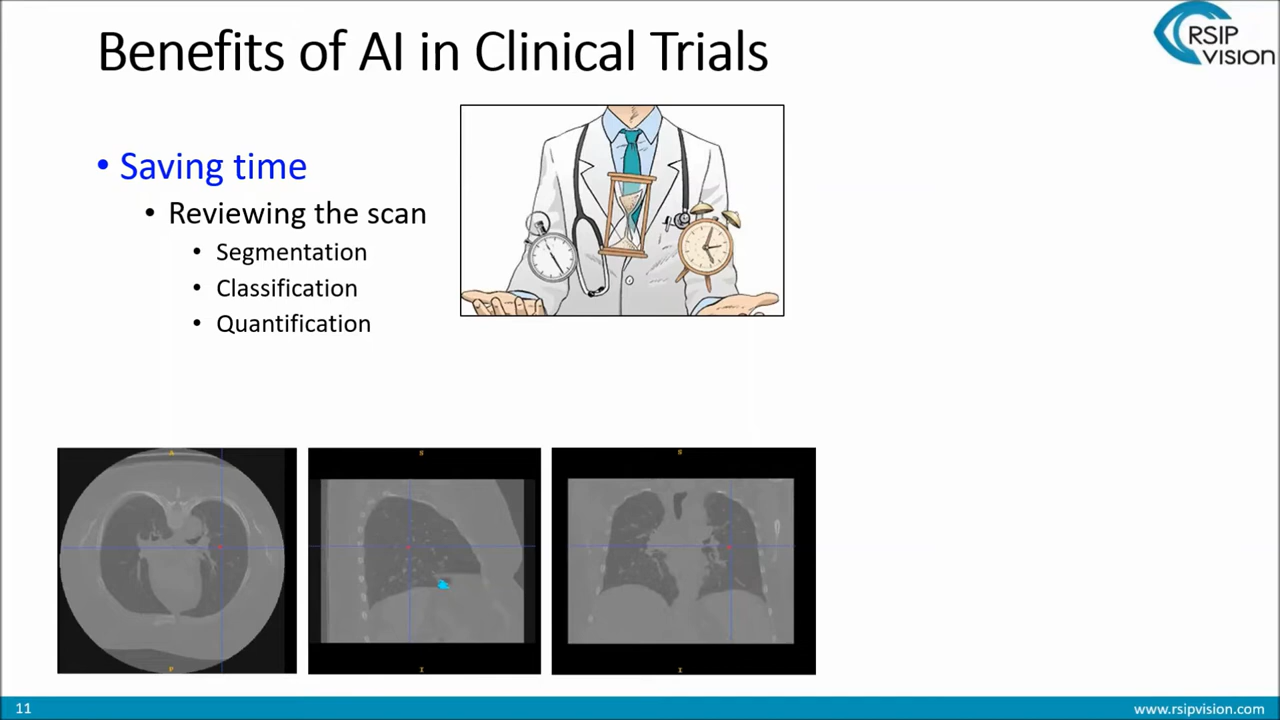 Benefits of AI in Clinical Trials
RSIP
VISION
• Saving time
• Reviewing the scan
• Segmentation
• Classification
• Quantification
A
S
S
P
I
I
11
www.rsipvision.com